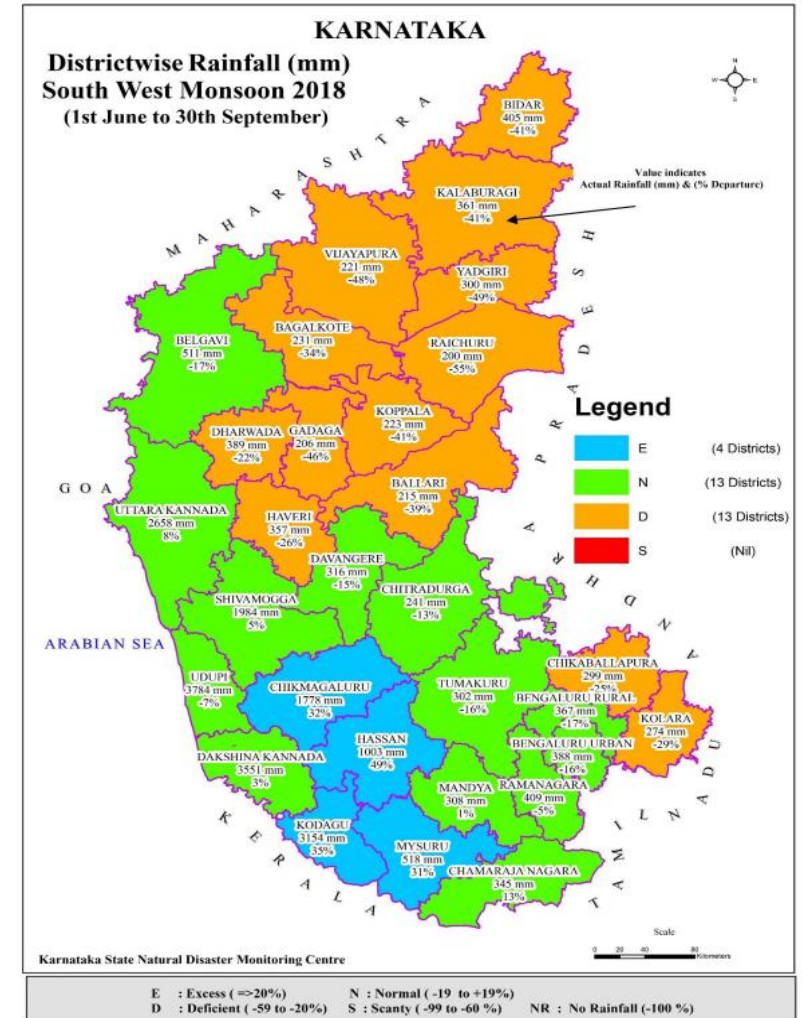 KARNATAKA
Districtwise Rainfall (mm)
South West Monsoon 2018
(1st June to 30th September)
N
W
E
S
MAHARASHTRA
BIDAR
405 mm
-41%
Value indicates
Actual Rainfall (mm) & (% Departure)
KALABURAGI
361 mm
-41%
VIJAYAPURA
221 mm
-48%
YADGIRI
300 mm
-49%
BAGALKOTE
231 mm
-34%
BELGAVI
511 mm
-17%
RAICHURU
200 mm
-55%
ANDHRA PRADESH
KOPPALA
223 mm
-41%
DHARWADA
389 mm
-22%
GADAGA
206 mm
-46%
Legend
E (4 Districts)
N (13 Districts)
D (13 Districts)
S (Nil)
BALLARI
215 mm
-39%
GOA
UTTARA KANNADA
2658 mm
8%
HAVERI
357 mm
-26%
DAVANGERE
316 mm
-15%
CHITRADURGA
241 mm
-13%
SHIVAMOGGA
1984 mm
5%
ARABIAN SEA
UDUPI
3784 mm
-7%
CHIKMAGALURU
1778 mm
32%
TUMAKURU
302 mm
-16%
CHIKABALLAPURA
299 mm
-25%
BENGALURU RURAL
367 mm
-17%
KOLARA
274 mm
-29%
HASSAN
1003 mm
49%
BENGALURU URBAN
388 mm
-16%
DAKSHINA KANNADA
3551 mm
3%
MANDYA
308 mm
1%
RAMANAGARA
409 mm
-5%
KODAGU
3154 mm
35%
MYSURU
518 mm
31%
CHAMARAJA NAGARA
345 mm
13%
KERALA
TAMILNADU
Scale
0 20 40 80
Kilometers
Karnataka State Natural Disaster Monitoring Centre
E : Excess ( =>20%) N : Normal ( -19 to +19%)
D : Deficient ( -59 to -20%) S : Scanty ( -99 to -60 %) NR : No Rainfall (-100 %)